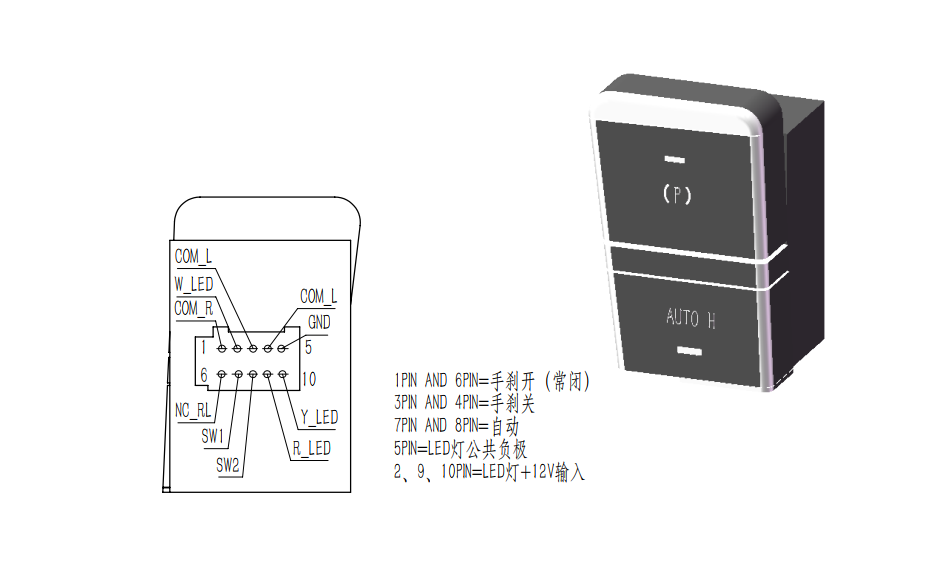 COM_L
W_LED
COM_R
COM_L
GND
1
5
6
10
NC_RL
SW1
SW2
Y_LED
R_LED
1PIN AND 6PIN=手刹开（常闭）
3PIN AND 4PIN=手刹关
7PIN AND 8PIN=自动
5PIN=LED灯公共负极
2、9、10PIN=LED灯+12V输入
(P)
AUTO H